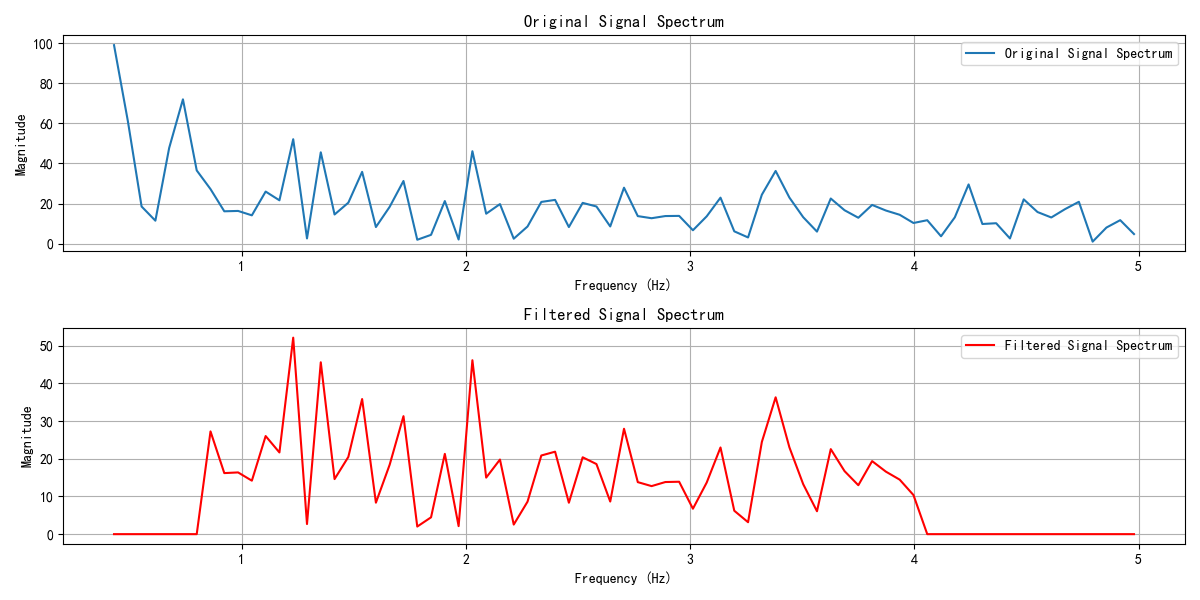 Original Signal Spectrum
Original Signal Spectrum
100
80
60
40
20
0
Magnitude
1
2
3
4
5
Frequency (Hz)
Filtered Signal Spectrum
Filtered Signal Spectrum
50
40
30
20
10
0
Magnitude
1
2
3
4
5
Frequency (Hz)